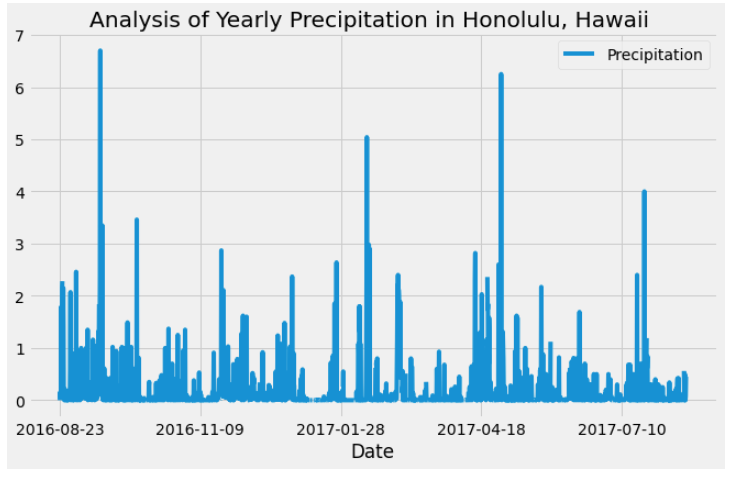 Analysis of Yearly Precipitation in Honolulu, Hawaii
Precipitation
7
6
5
4
3
2
1
0
2016-08-23 2016-11-09 2017-01-28 2017-04-18 2017-07-10
Date